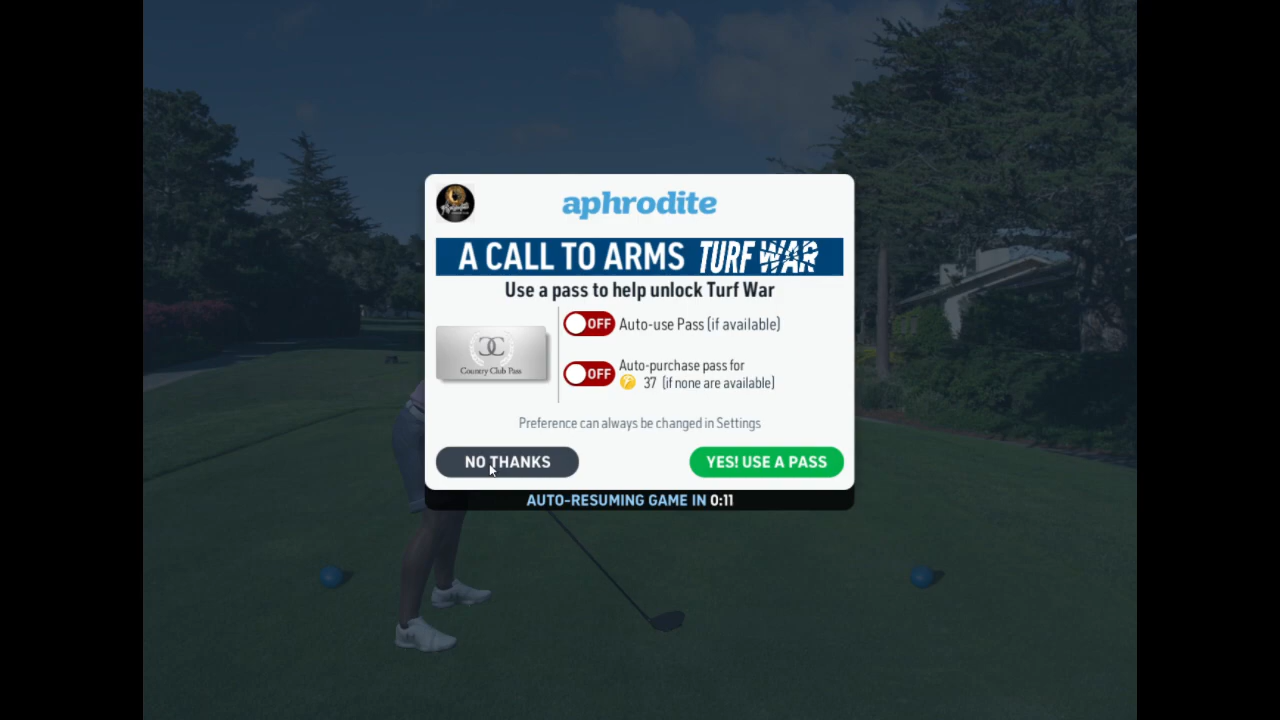 aphrodite
A CALL TO ARMS TURF WAR
Use a pass to help unlock Turf War
OFF Auto-use Pass (if available)
CC
Country Club Pass
OFF Auto-purchase pass for
37 (if none are available)
Preference can always be changed in Settings
NO THANKS
YES! USE A PASS
AUTO-RESUMING GAME IN 0:11